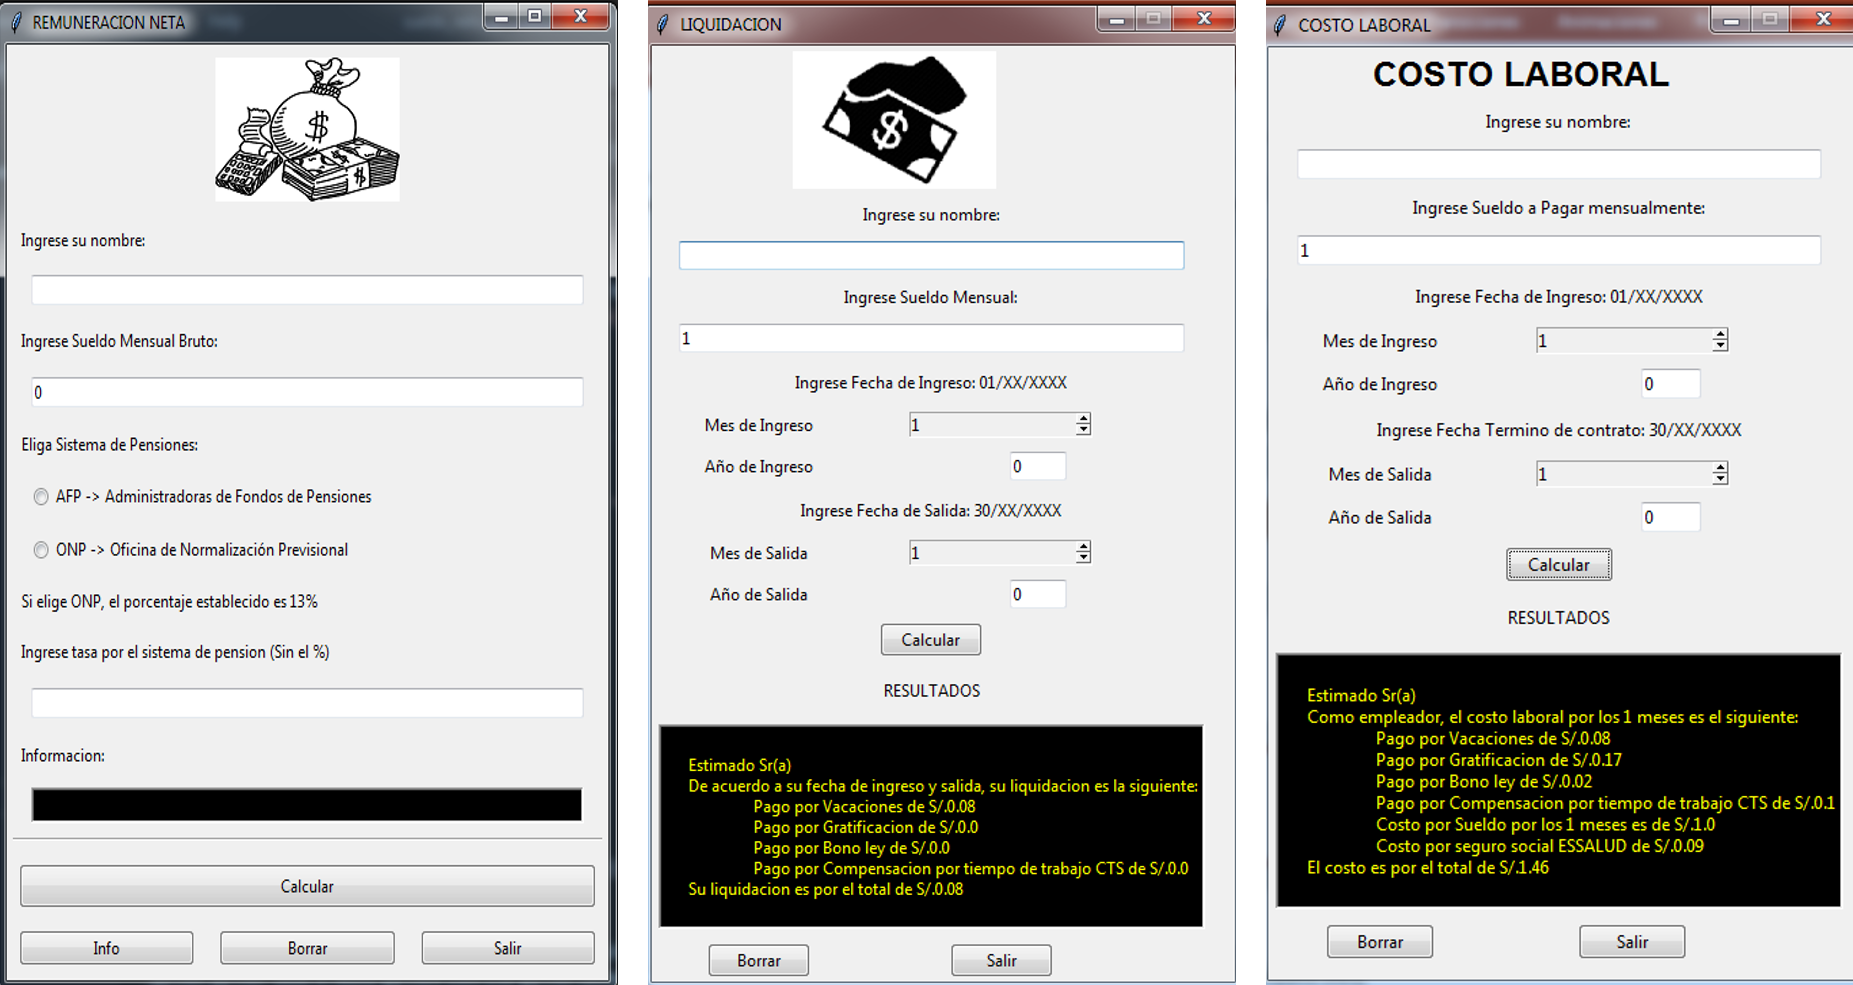 REMUNERACION NETA
$
$
$
Ingrese su nombre:
Ingrese Sueldo Mensual Bruto:
0
Eliga Sistema de Pensiones:
AFP -> Administradoras de Fondos de Pensiones
ONP -> Oficina de Normalización Previsional
Si elige ONP, el porcentaje establecido es 13%
Ingrese tasa por el sistema de pension (Sin el %)
Informacion:
Calcular
Info
Borrar
Salir
LIQUIDACION
$
Ingrese su nombre:
Ingrese Sueldo Mensual:
1
Ingrese Fecha de Ingreso: 01/XX/XXXX
Mes de Ingreso 1
Año de Ingreso 0
Ingrese Fecha de Salida: 30/XX/XXXX
Mes de Salida 1
Año de Salida 0
Calcular
RESULTADOS
Estimado Sr(a)
De acuerdo a su fecha de ingreso y salida, su liquidacion es la siguiente:
Pago por Vacaciones de S/.0.08
Pago por Gratificacion de S/.0.0
Pago por Bono ley de S/.0.0
Pago por Compensacion por tiempo de trabajo CTS de S/.0.0
Su liquidacion es por el total de S/.0.08
Borrar
Salir
COSTO LABORAL
COSTO LABORAL
Ingrese su nombre:
Ingrese Sueldo a Pagar mensualmente:
1
Ingrese Fecha de Ingreso: 01/XX/XXXX
Mes de Ingreso 1
Año de Ingreso 0
Ingrese Fecha Termino de contrato: 30/XX/XXXX
Mes de Salida 1
Año de Salida 0
Calcular
RESULTADOS
Estimado Sr(a)
Como empleador, el costo laboral por los 1 meses es el siguiente:
Pago por Vacaciones de S/.0.08
Pago por Gratificacion de S/.0.17
Pago por Bono ley de S/.0.02
Pago por Compensacion por tiempo de trabajo CTS de S/.0.1
Costo por Sueldo por los 1 meses es de S/.1.0
Costo por seguro social ESSALUD de S/.0.09
El costo es por el total de S/.1.46
Borrar
Salir